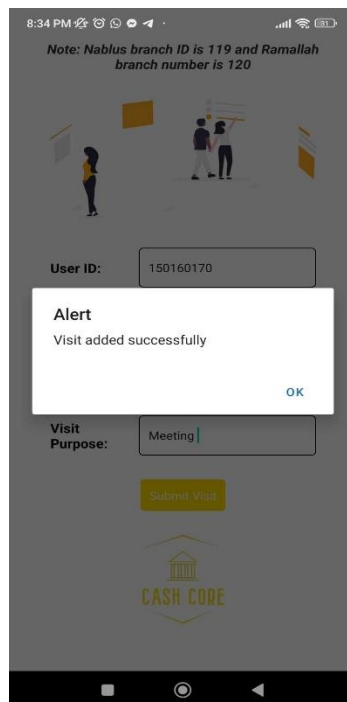 8:34 PM
Note: Nablus branch ID is 119 and Ramallah
branch number is 120
User ID:
150160170
Alert
Visit added successfully
OK
Visit
Purpose:
Meeting
Submit Visit
CASH CORE